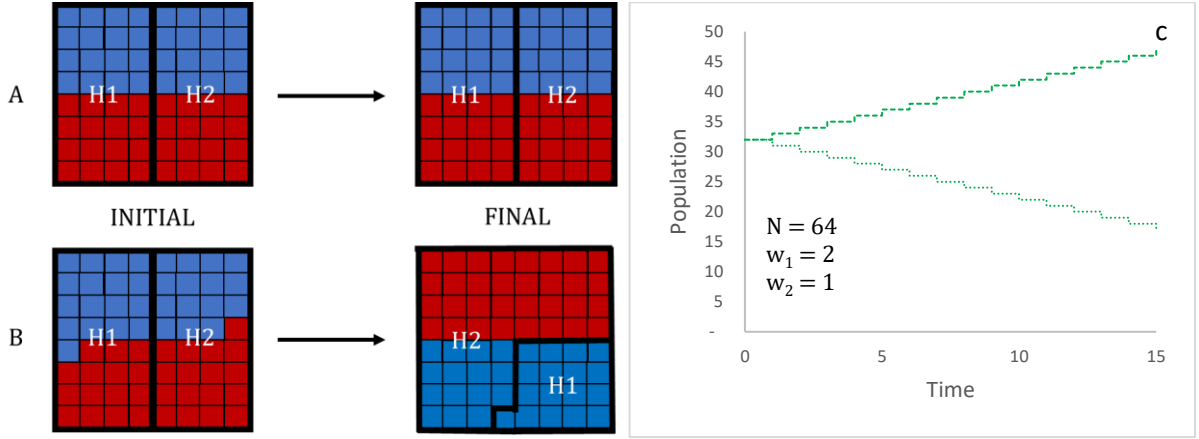 A
H1 H2
H1 H2
INITIAL
FINAL
B
H1 H2
H2
H1
C
Population
50
45
40
35
30
25
20
15
10
5
-
N = 64
w₁ = 2
w₂ = 1
0 5 10 15
Time